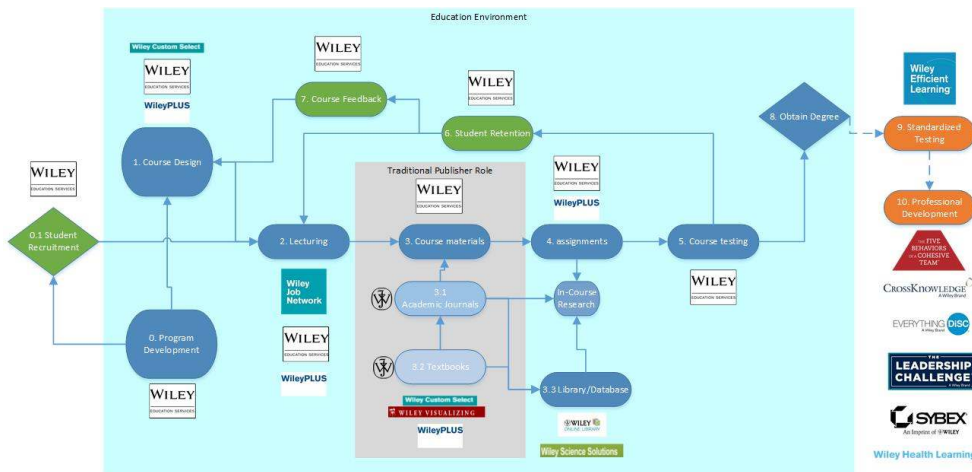 Education Environment
Wiley Custom Select
WILEY
EDUCATION SERVICES
WileyPLUS
WILEY
EDUCATION SERVICES
WILEY
EDUCATION SERVICES
7. Course Feedback
6. Student Retention
8. Obtain Degree
Wiley
Efficient
Learning
9. Standardized
Testing
10. Professional
Development
1. Course Design
WILEY
EDUCATION SERVICES
0.1 Student
Recruitment
Traditional Publisher Role
WILEY
EDUCATION SERVICES
WILEY
EDUCATION SERVICES
WileyPLUS
2. Lecturing
3. Course materials
4. assignments
5. Course testing
WILEY
EDUCATION SERVICES
Wiley
Job
Network
WILEY
EDUCATION SERVICES
WileyPLUS
3.1
Academic Journals
In-Course
Research
3.2 Textbooks
3.3 Library/Database
0. Program
Development
WILEY
EDUCATION SERVICES
Wiley Custom Select
WILEY VISUALIZING
WileyPLUS
WILEY
ONLINE LIBRARY
Wiley Science Solutions
THE FIVE
BEHAVIORS
OF A COHESIVE
TEAM
CROSSKNOWLEDGE
A Wiley Brand
EVERYTHING DiSC
A Wiley Brand
THE
LEADERSHIP
CHALLENGE
A Wiley Brand
SYBEX
An Imprint of WILEY
Wiley Health Learning